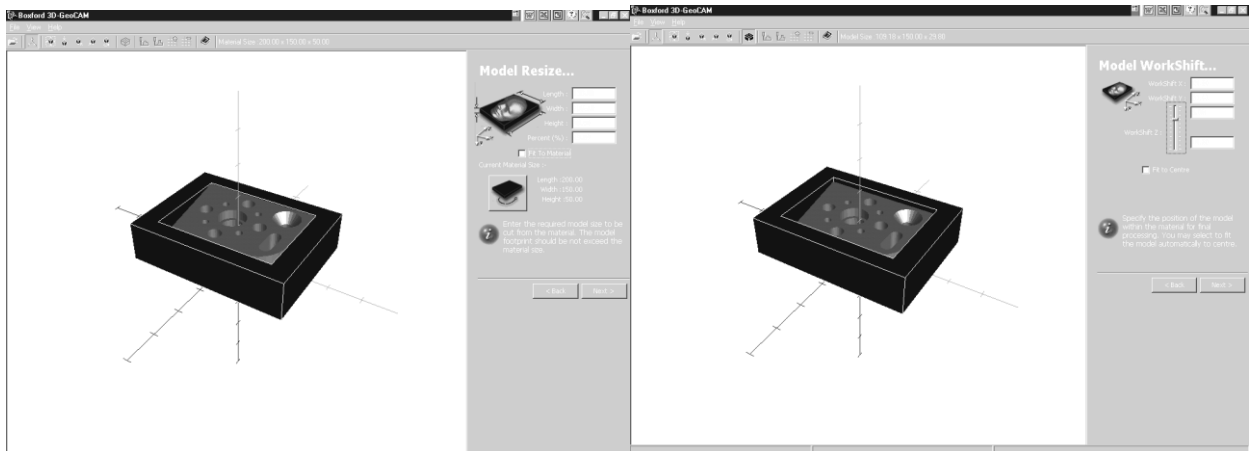 Boxford 3D-GeoCAM
File View Help
Material Size: 200.00 x 150.00 x 50.00
Model Resize...
Length :
Width :
Height :
Percent (%) :
Fit To Material
Current Material Size :-
Length :200.00
Width :150.00
Height :50.00
Enter the required model size to be
cut from the material. The model
footprint should be not exceed the
material size.
< Back
Next >
Boxford 3D-GeoCAM
File View Help
Model WorkShift...
WorkShift X :
WorkShift Y :
WorkShift Z :
Fit to Centre
Specify the position of the model
within the material for final
processing. You may select to fit
the model automatically to centre.
< Back
Next >